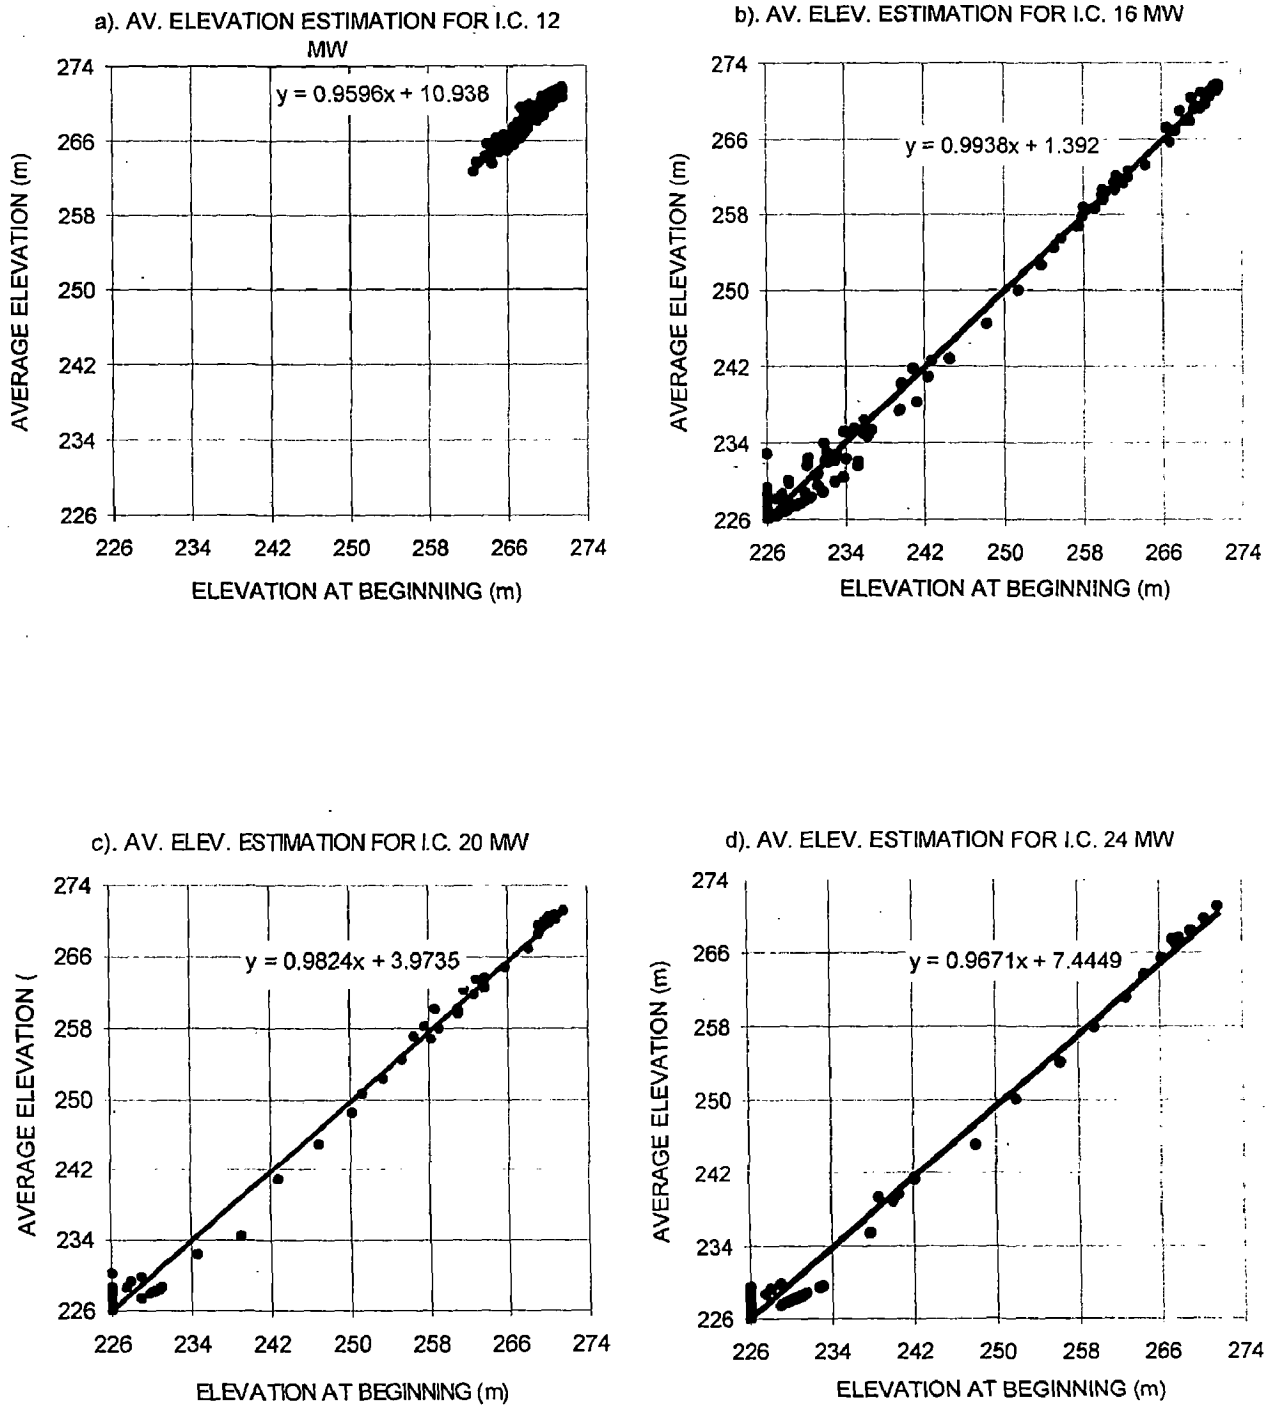 a). AV. ELEVATION ESTIMATION FOR I.C. 12
MW
274
266
258
250
242
234
226
y = 0.9596x + 10.938
AVERAGE ELEVATION (m)
226 234 242 250 258 266 274
ELEVATION AT BEGINNING (m)
b). AV. ELEV. ESTIMATION FOR I.C. 16 MW
274
266
258
250
242
234
226
y = 0.9938x + 1.392
AVERAGE ELEVATION (m)
226 234 242 250 258 266 274
ELEVATION AT BEGINNING (m)
c). AV. ELEV. ESTIMATION FOR I.C. 20 MW
274
266
258
250
242
234
226
y = 0.9824x + 3.9735
AVERAGE ELEVATION (
226 234 242 250 258 266 274
ELEVATION AT BEGINNING (m)
d). AV. ELEV. ESTIMATION FOR I.C. 24 MW
274
266
258
250
242
234
226
y = 0.9671x + 7.4449
AVERAGE ELEVATION (m)
226 234 242 250 258 266 274
ELEVATION AT BEGINNING (m)